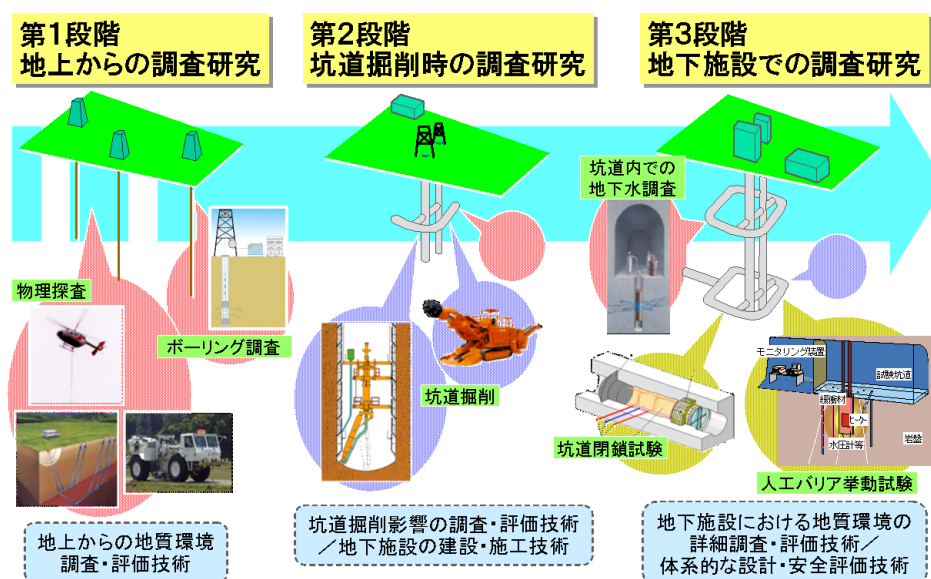 第1段階
地上からの調査研究
第2段階
坑道掘削時の調査研究
第3段階
地下施設での調査研究
物理探査
ボーリング調査
坑道掘削
坑道内での
地下水調査
坑道閉鎖試験
モニタリング装置
試験坑道
緩衝材
ヒーター
水圧計等
岩盤
人工バリア挙動試験
地上からの地質環境
調査・評価技術
坑道掘削影響の調査・評価技術
／地下施設の建設・施工技術
地下施設における地質環境の
詳細調査・評価技術／
体系的な設計・安全評価技術